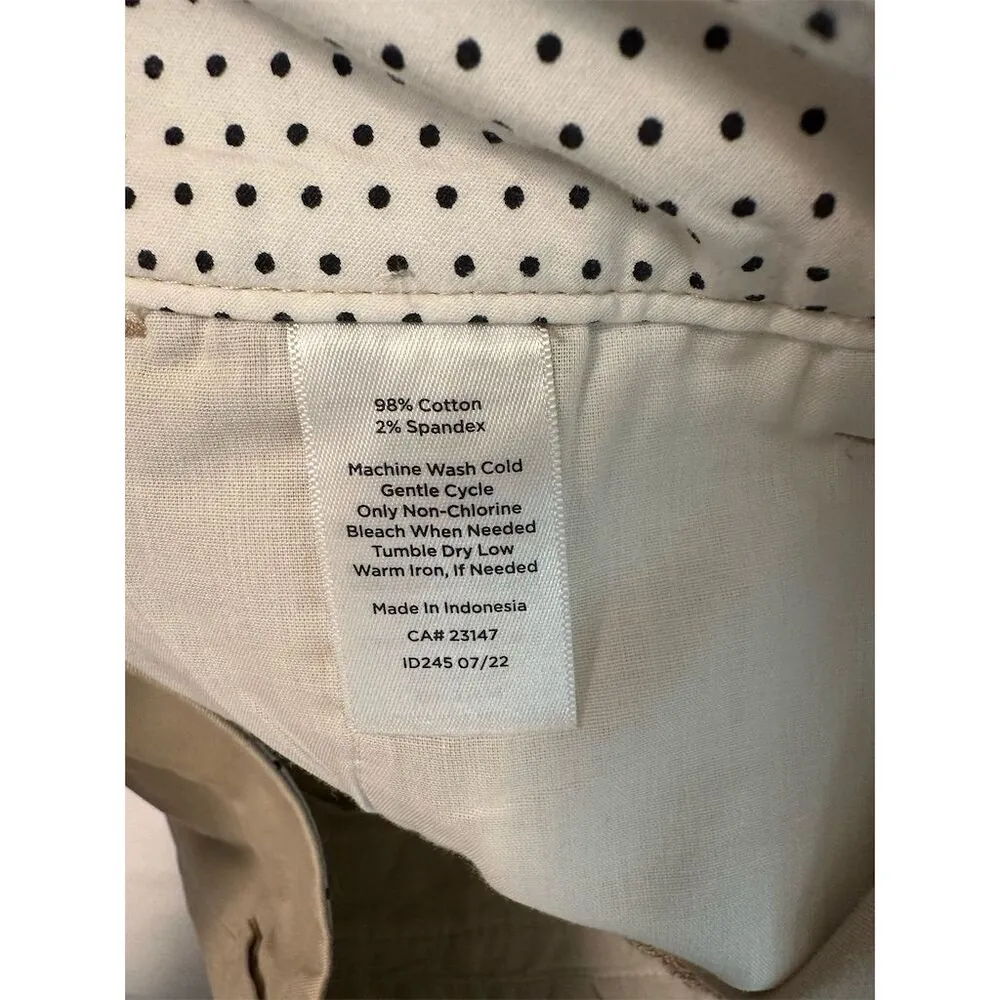 98% Cotton
2% Spandex
Machine Wash Cold
Gentle Cycle
Only Non-Chlorine
Bleach When Needed
Tumble Dry Low
Warm Iron, If Needed
Made In Indonesia
CA# 23147
ID245 07/22